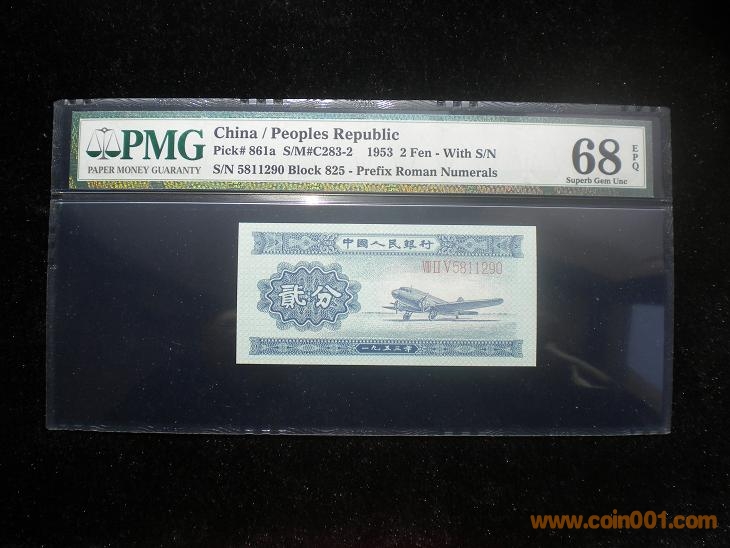 PMG
PAPER MONEY GUARANTY
China / Peoples Republic
Pick# 861a S/M#C283-2 1953 2 Fen - With S/N
S/N 5811290 Block 825 - Prefix Roman Numerals
68 EPQ
Superb Gem Unc
中國人民銀行
VIII II V 5811290
貳分
一九五三年
www.coin001.com